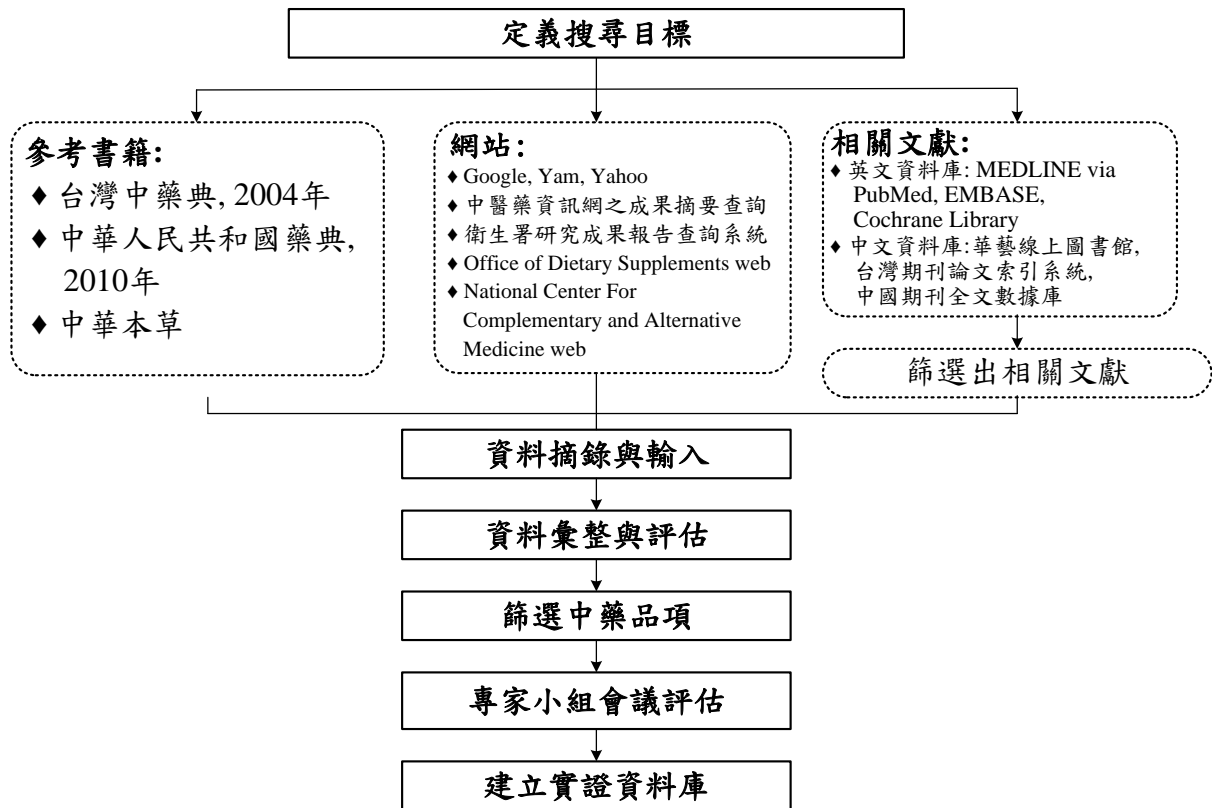 定義搜尋目標
參考書籍:
♦ 台灣中藥典, 2004年
♦ 中華人民共和國藥典,
2010年
♦ 中華本草
網站:
♦ Google, Yam, Yahoo
♦ 中醫藥資訊網之成果摘要查詢
♦ 衛生署研究成果報告查詢系統
♦ Office of Dietary Supplements web
♦ National Center For
Complementary and Alternative
Medicine web
相關文獻:
♦ 英文資料庫: MEDLINE via
PubMed, EMBASE,
Cochrane Library
♦ 中文資料庫:華藝線上圖書館,
台灣期刊論文索引系統,
中國期刊全文數據庫
篩選出相關文獻
資料摘錄與輸入
資料彙整與評估
篩選中藥品項
專家小組會議評估
建立實證資料庫